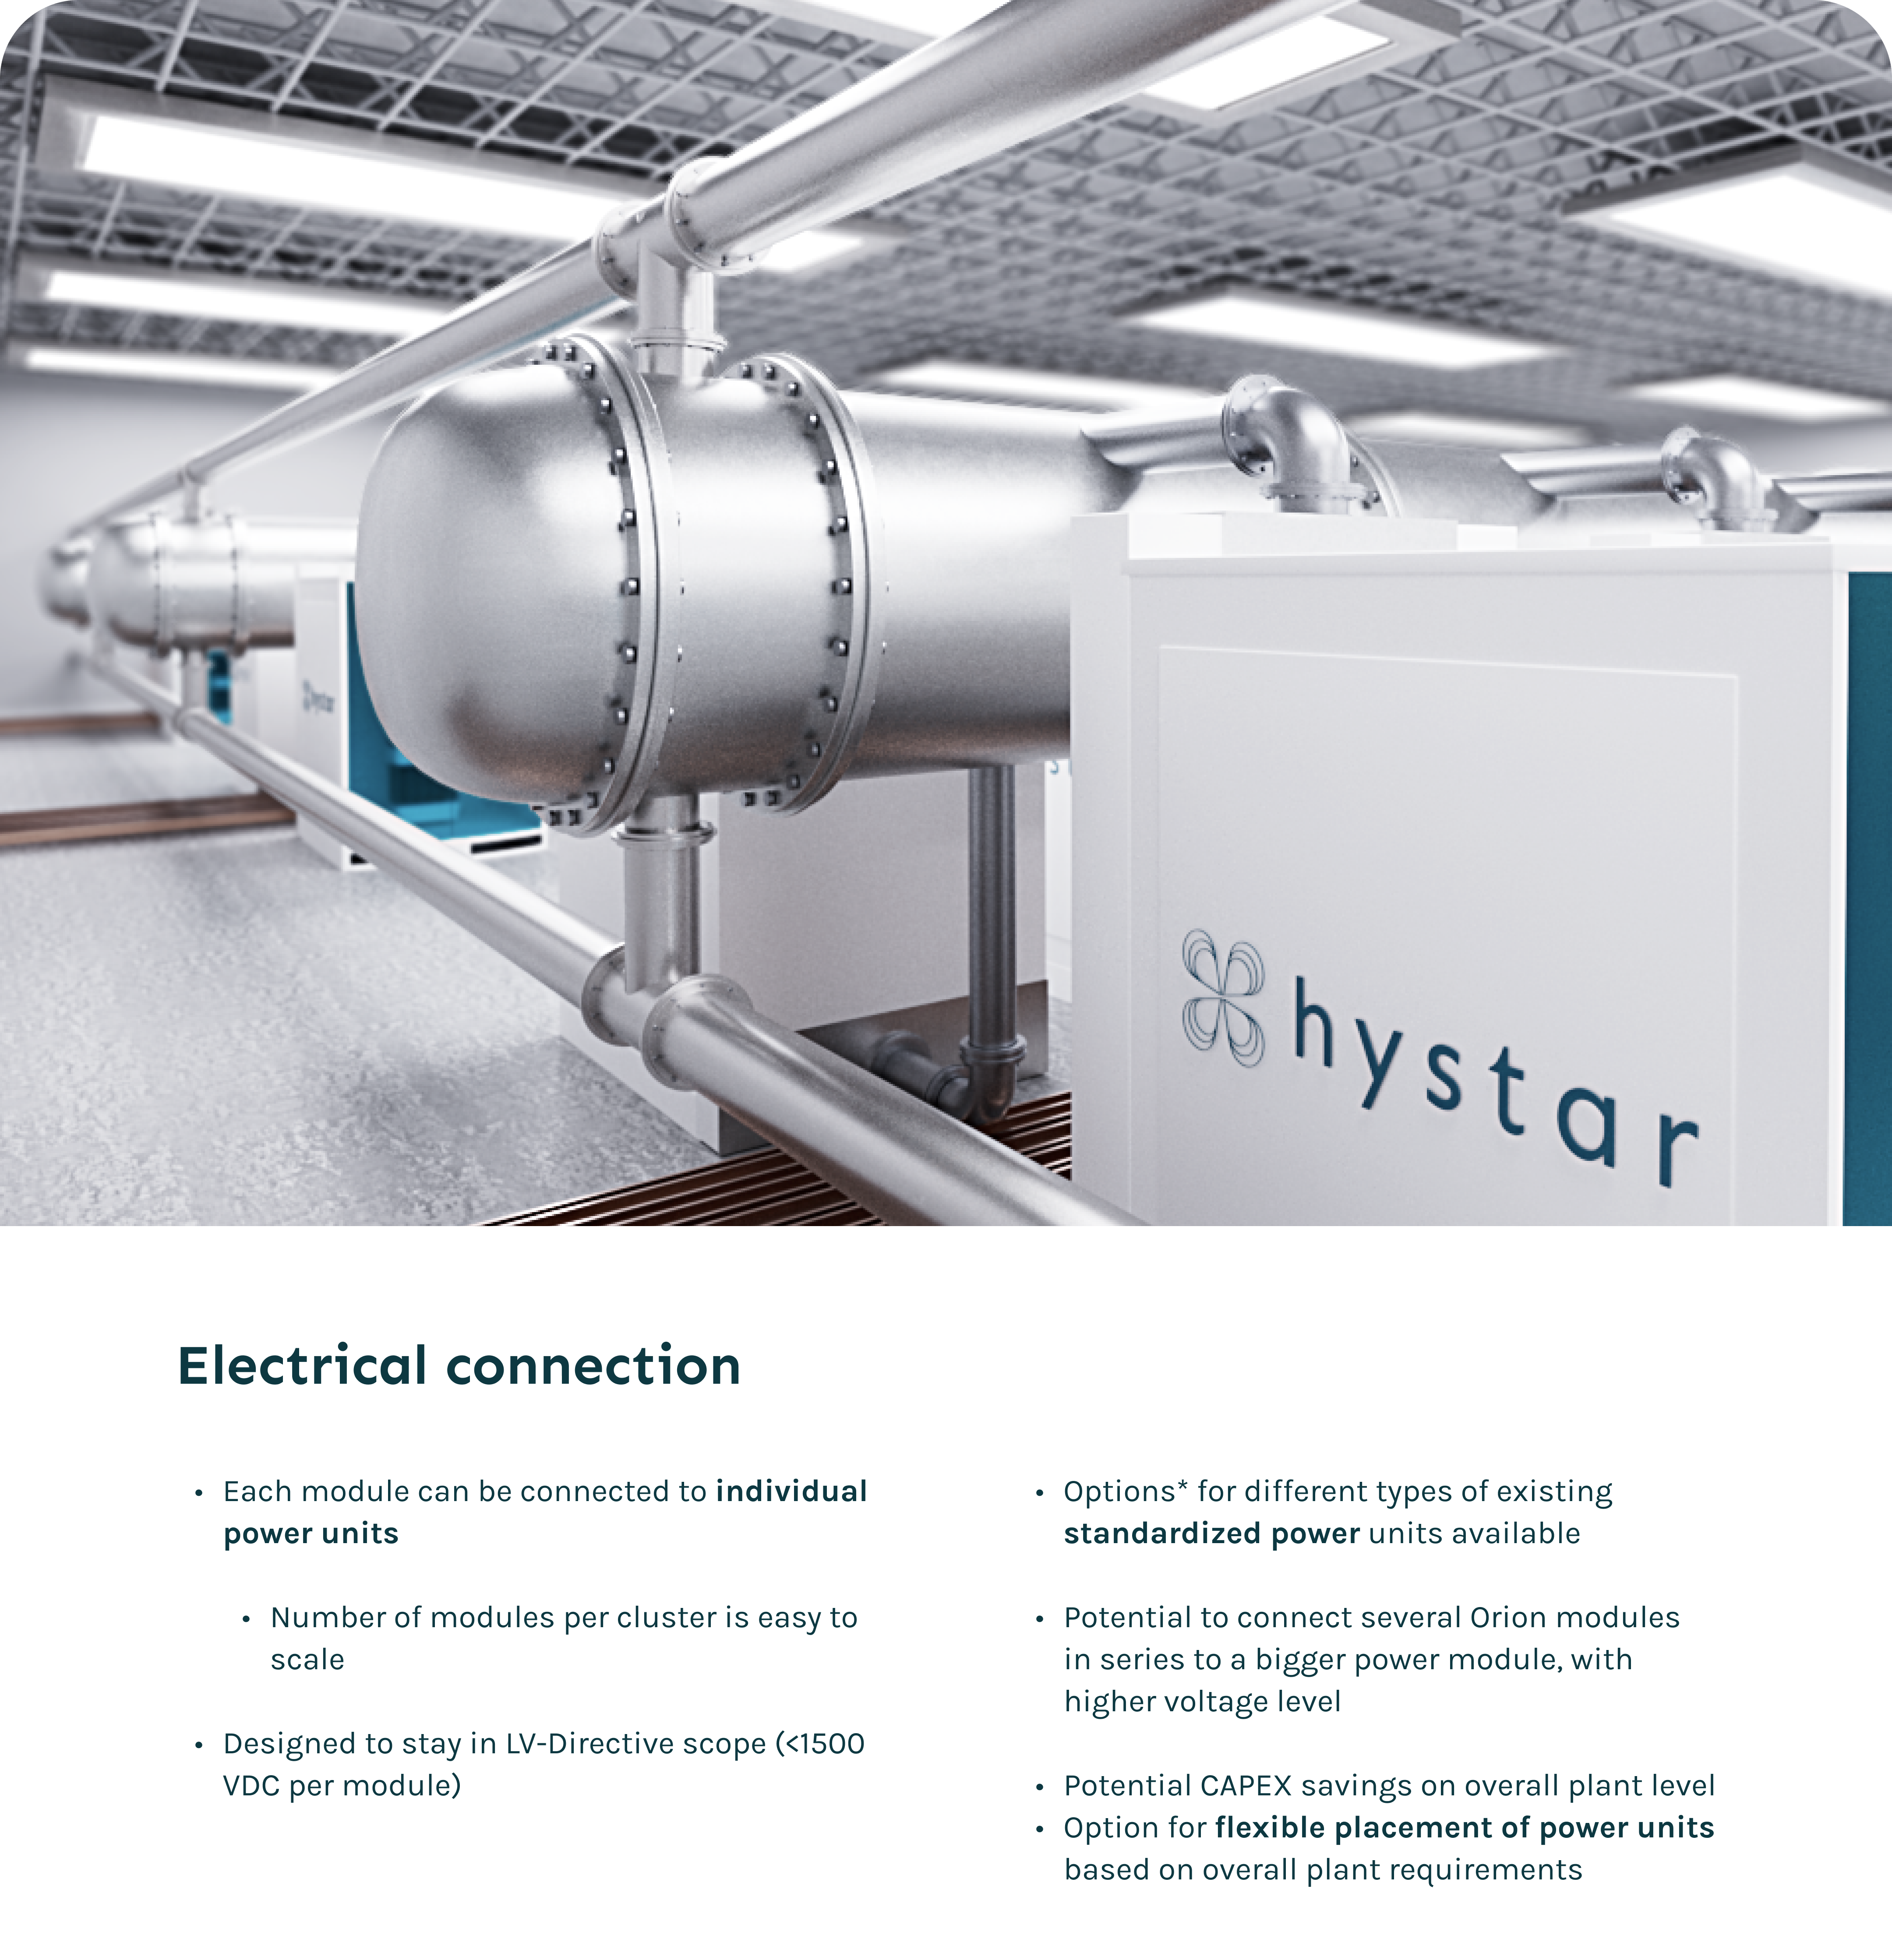 hystar
hystar
Electrical connection
• Each module can be connected to individual
power units
• Number of modules per cluster is easy to
scale
• Designed to stay in LV-Directive scope (<1500
VDC per module)
• Options* for different types of existing
standardized power units available
• Potential to connect several Orion modules
in series to a bigger power module, with
higher voltage level
• Potential CAPEX savings on overall plant level
• Option for flexible placement of power units
based on overall plant requirements